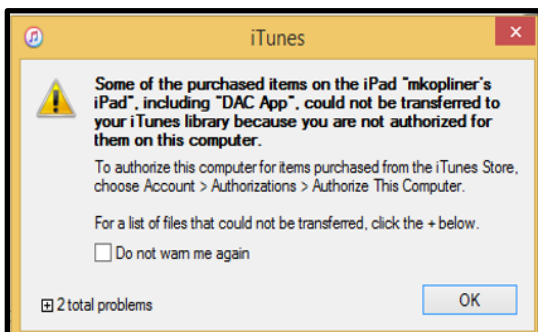 iTunes
Some of the purchased items on the iPad "mkopliner's
iPad", including "DAC App", could not be transferred to
your iTunes library because you are not authorized for
them on this computer.
To authorize this computer for items purchased from the iTunes Store,
choose Account > Authorizations > Authorize This Computer.
For a list of files that could not be transferred, click the + below.
Do not warn me again
2 total problems
OK